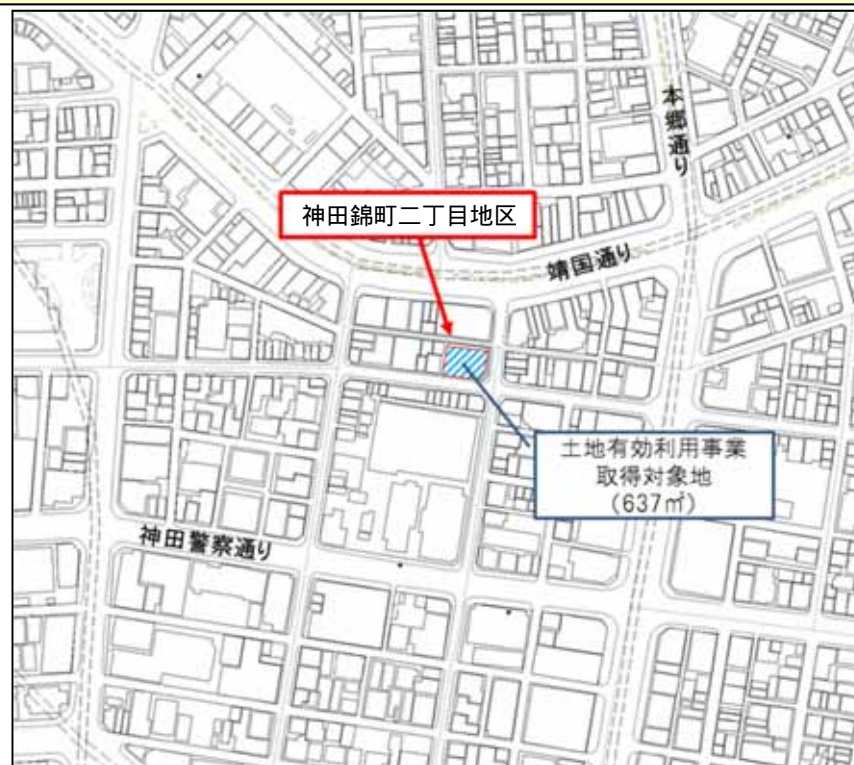 本郷通り
神田錦町二丁目地区
靖国通り
土地有効利用事業
取得対象地
(637㎡)
神田警察通り